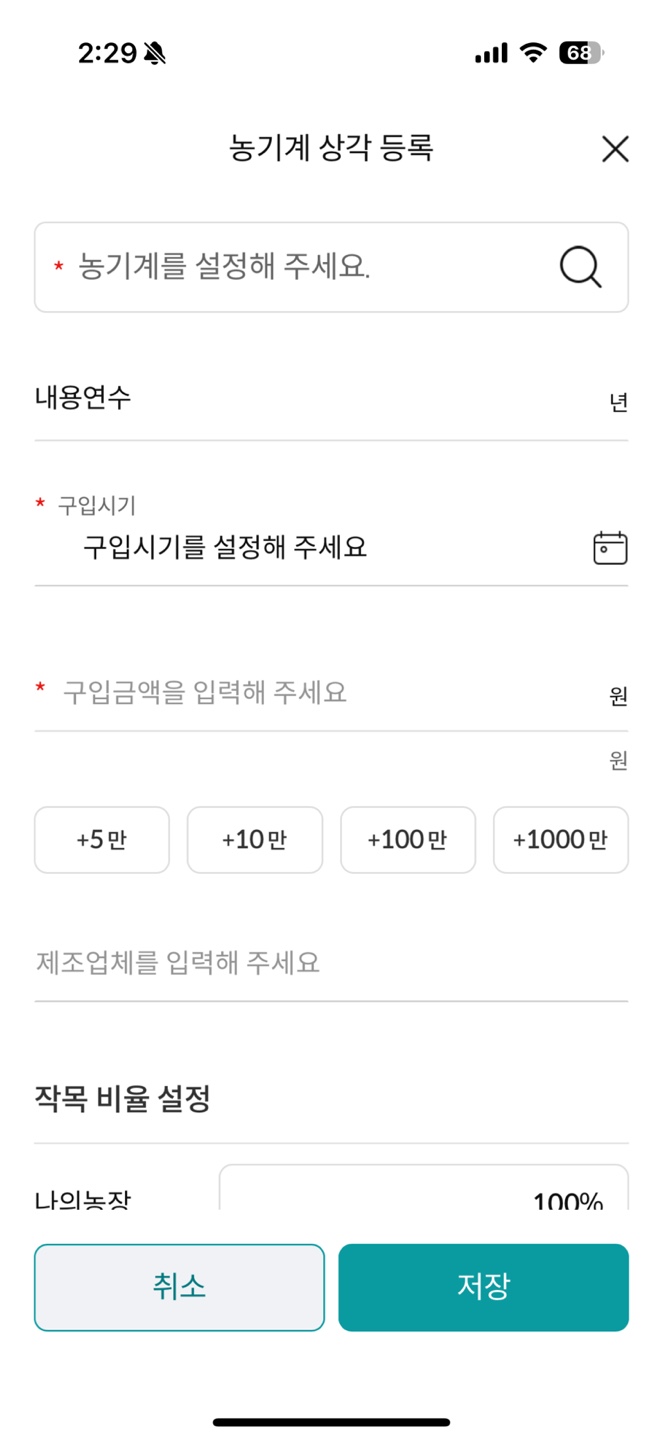 2:29
68
농기계 상각 등록
* 농기계를 설정해 주세요.
내용연수 년
* 구입시기
구입시기를 설정해 주세요
* 구입금액을 입력해 주세요 원
원
+5만 +10만 +100만 +1000만
제조업체를 입력해 주세요
작목 비율 설정
나의농장 100%
취소 저장